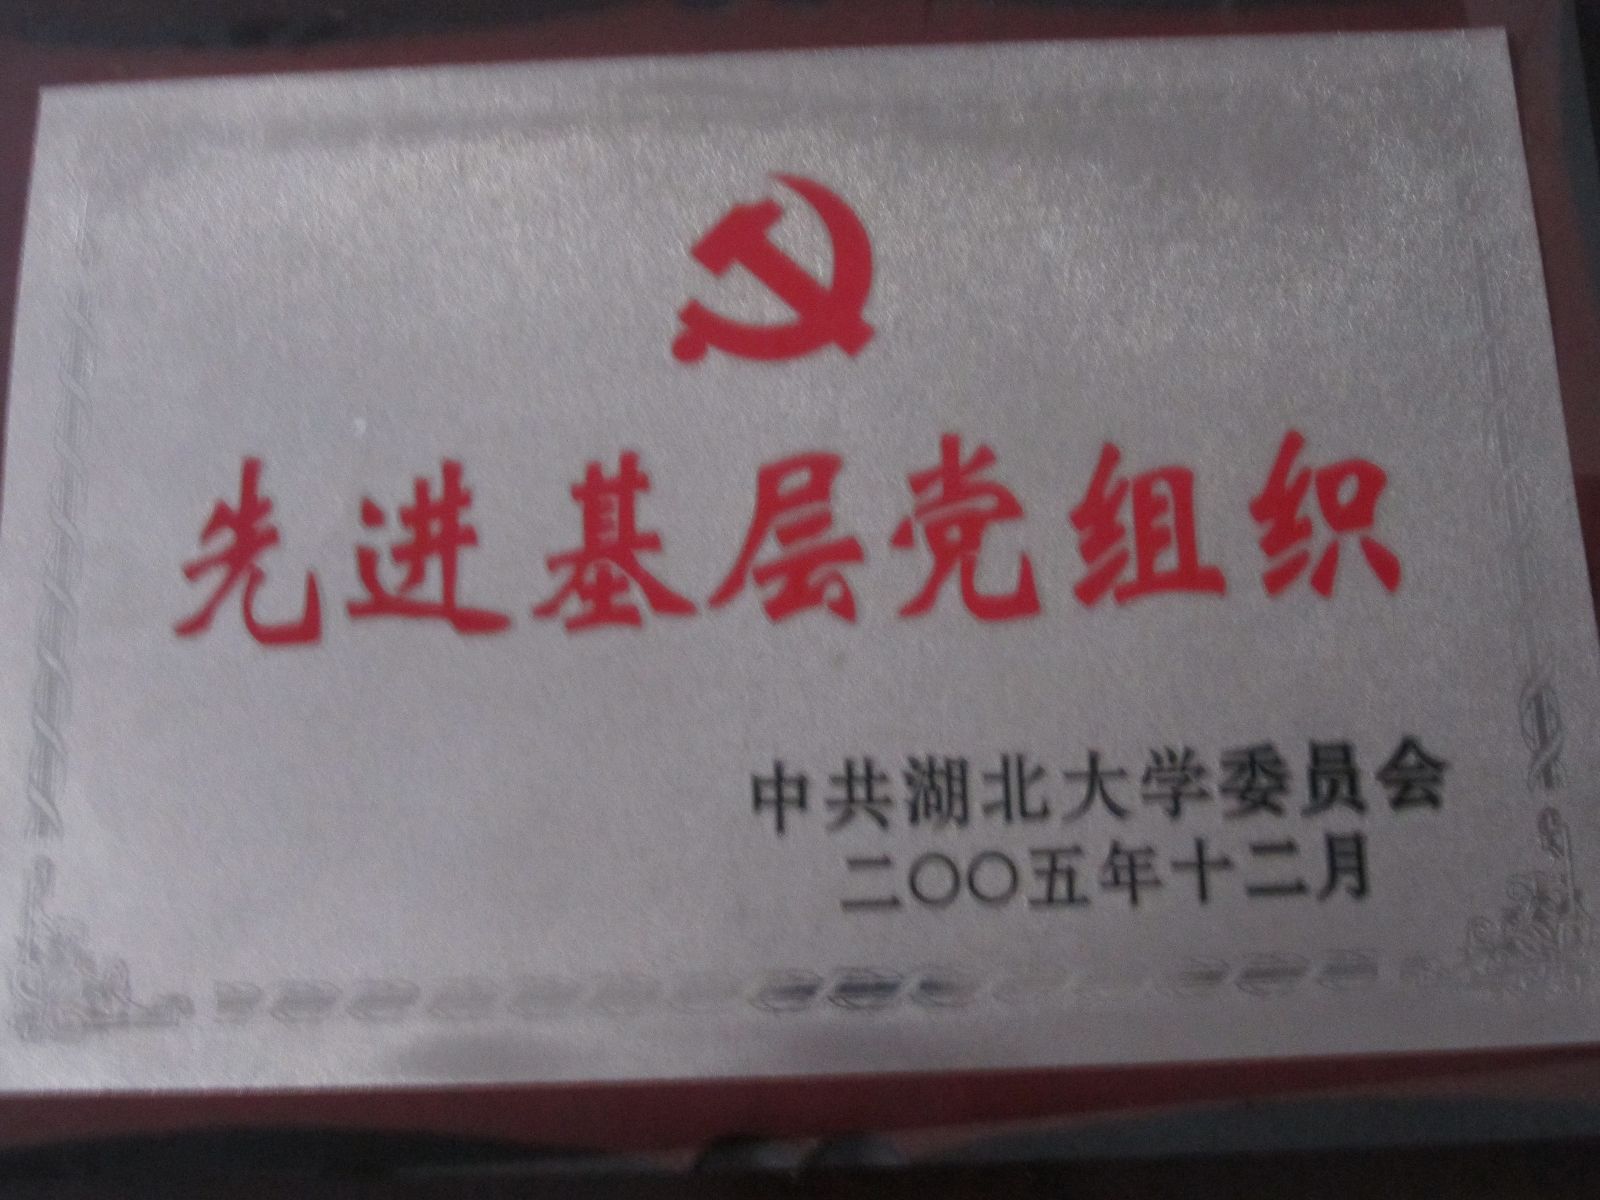 先进基层党组织
中共湖北大学委员会
二〇〇五年十二月